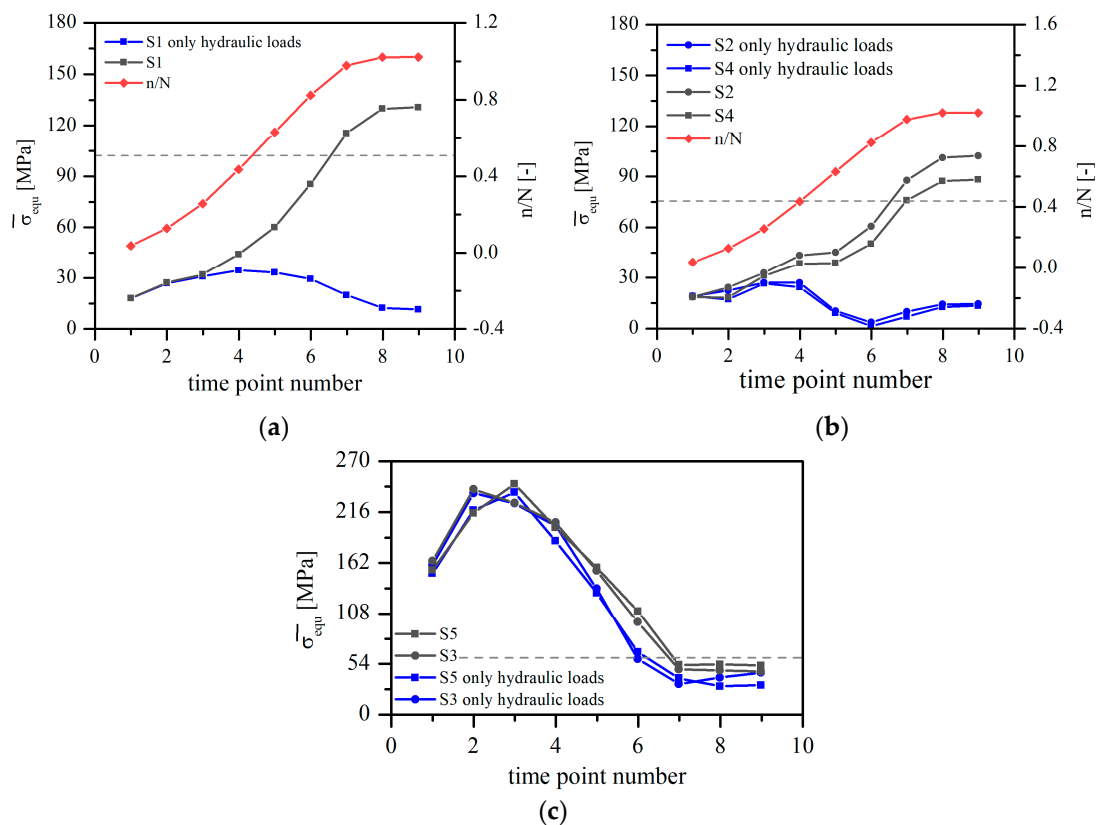 S1 only hydraulic loads
S1
n/N
180
150
120
90
60
30
0
σ̅equ [MPa]
1.2
0.8
0.4
0.0
-0.4
n/N [-]
0 2 4 6 8 10
time point number
(a)
S2 only hydraulic loads
S4 only hydraulic loads
S2
S4
n/N
180
150
120
90
60
30
0
σ̅equ [MPa]
1.6
1.2
0.8
0.4
0.0
-0.4
n/N [-]
0 2 4 6 8 10
time point number
(b)
270
216
162
108
54
0
σ̅equ [MPa]
S5
S3
S5 only hydraulic loads
S3 only hydraulic loads
0 2 4 6 8 10
time point number
(c)